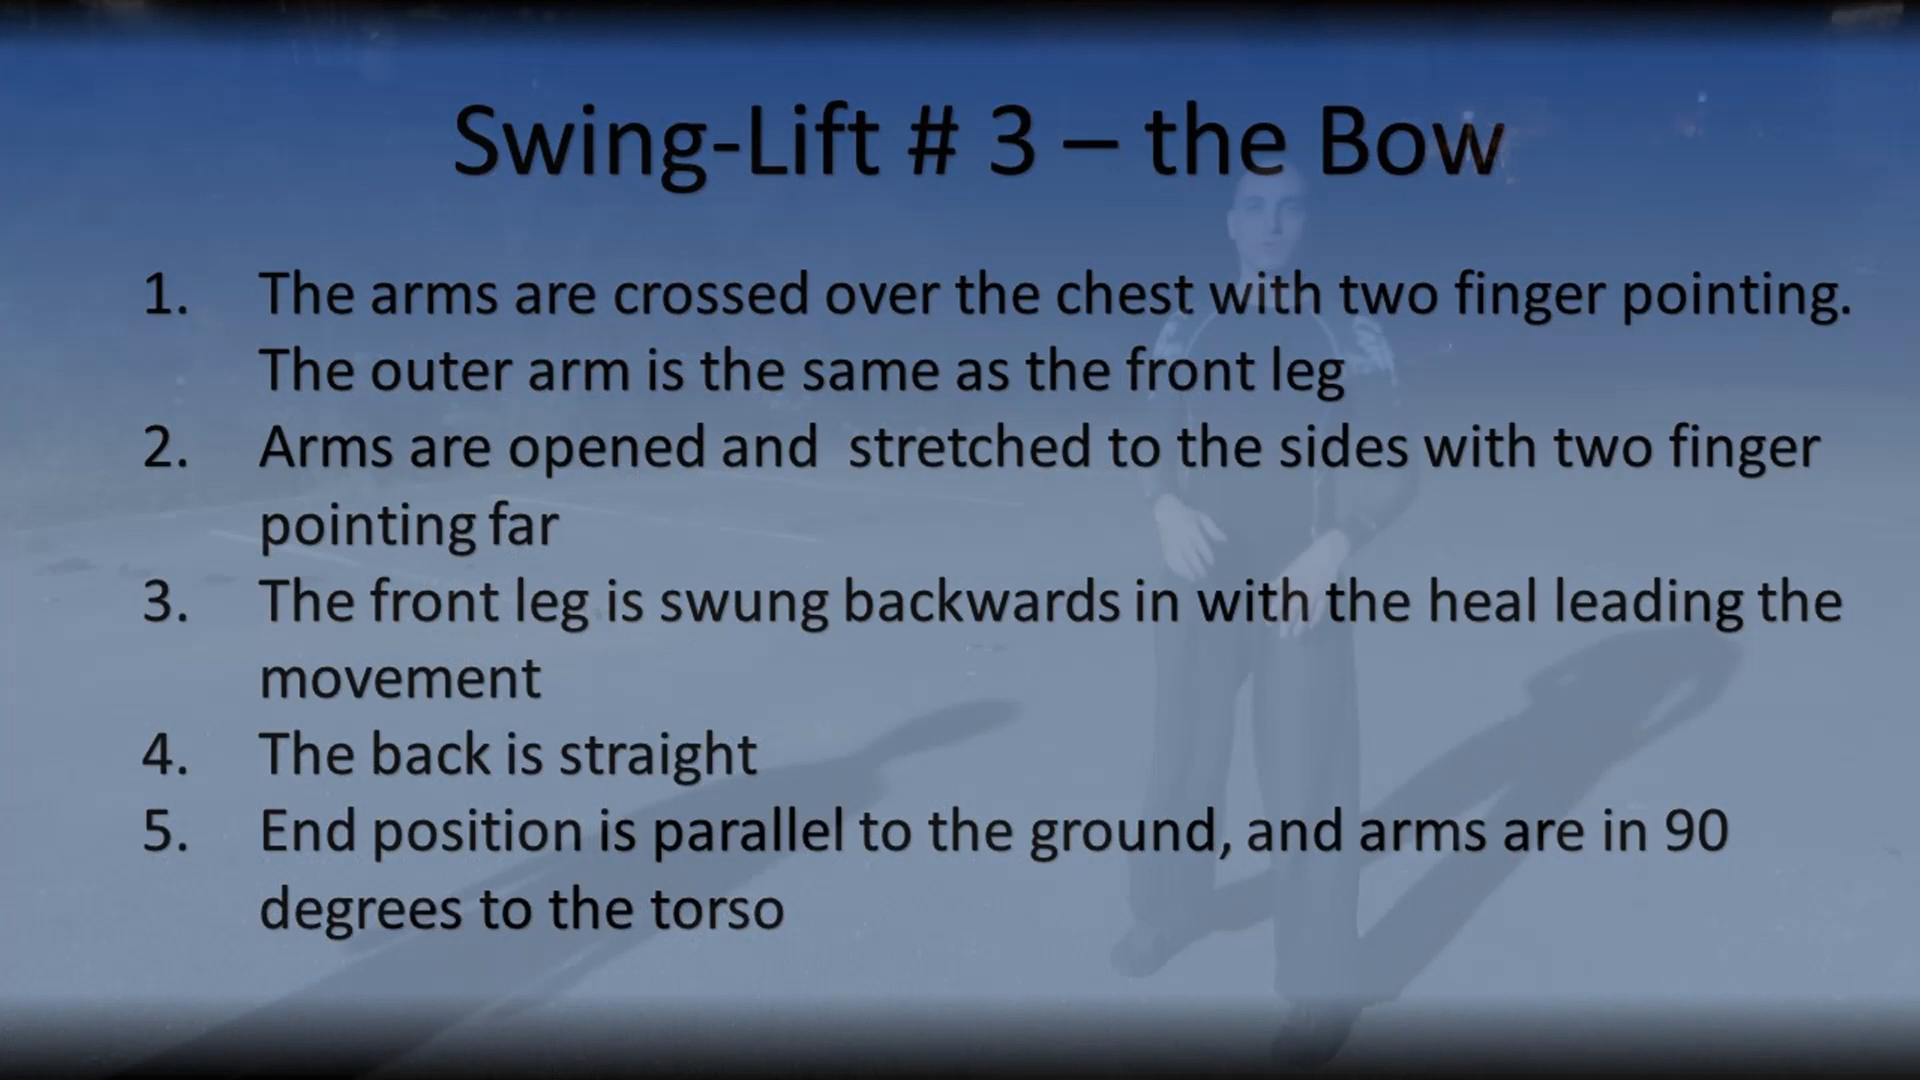 Swing-Lift # 3 – the Bow
1. The arms are crossed over the chest with two finger pointing.
The outer arm is the same as the front leg
2. Arms are opened and  stretched to the sides with two finger
pointing far
3. The front leg is swung backwards in with the heal leading the
movement
4. The back is straight
5. End position is parallel to the ground, and arms are in 90
degrees to the torso